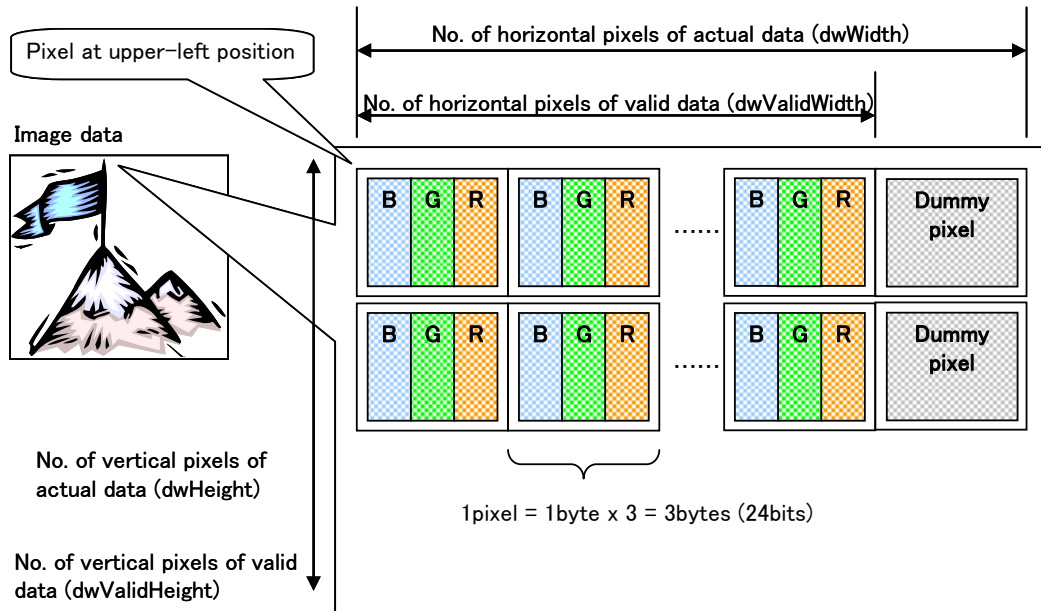 No. of horizontal pixels of actual data (dwWidth)
Pixel at upper-left position
No. of horizontal pixels of valid data (dwValidWidth)
Image data
B G R B G R ...... B G R Dummy
pixel
B G R B G R ...... B G R Dummy
pixel
No. of vertical pixels of
actual data (dwHeight)
1pixel = 1byte x 3 = 3bytes (24bits)
No. of vertical pixels of valid
data (dwValidHeight)